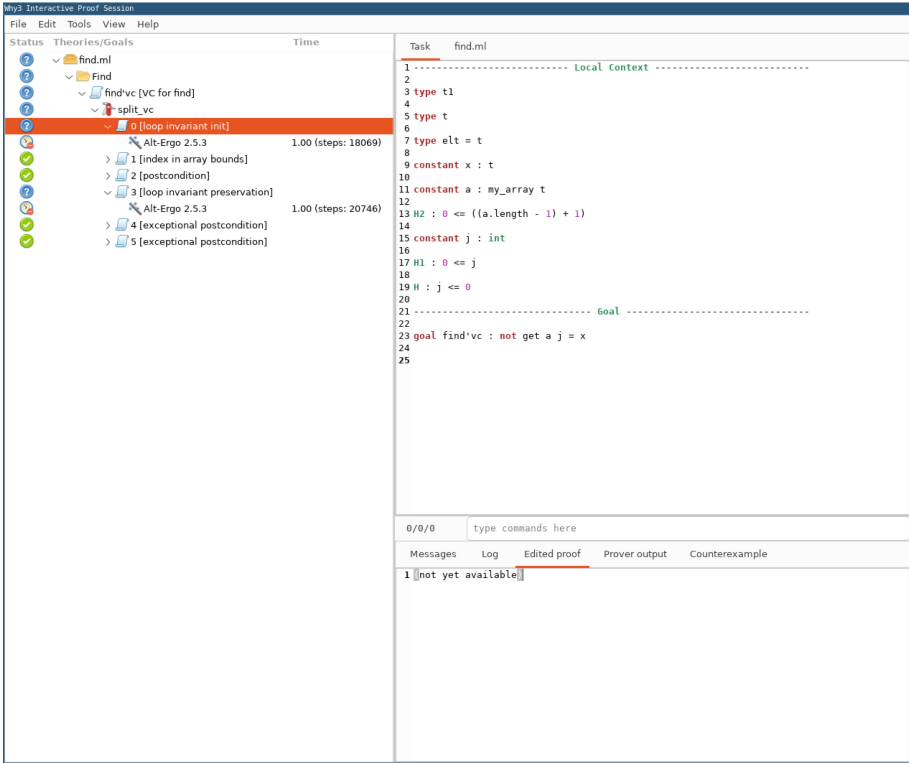 Why3 Interactive Proof Session
File Edit Tools View Help
Status Theories/Goals Time
find.ml
Find
find'vc [VC for find]
split_vc
0 [loop invariant init]
Alt-Ergo 2.5.3 1.00 (steps: 18069)
1 [index in array bounds]
2 [postcondition]
3 [loop invariant preservation]
Alt-Ergo 2.5.3 1.00 (steps: 20746)
4 [exceptional postcondition]
5 [exceptional postcondition]
Task find.ml
1 --------------------------- Local Context ---------------------------
2
3 type t1
4
5 type t
6
7 type elt = t
8
9 constant x : t
10
11 constant a : my_array t
12
13 H2 : 0 <= ((a.length - 1) + 1)
14
15 constant j : int
16
17 H1 : 0 <= j
18
19 H : j <= 0
20
21 ------------------------------- Goal --------------------------------
22
23 goal find'vc : not get a j = x
24
25
0/0/0 type commands here
Messages Log Edited proof Prover output Counterexample
1 (not yet available)